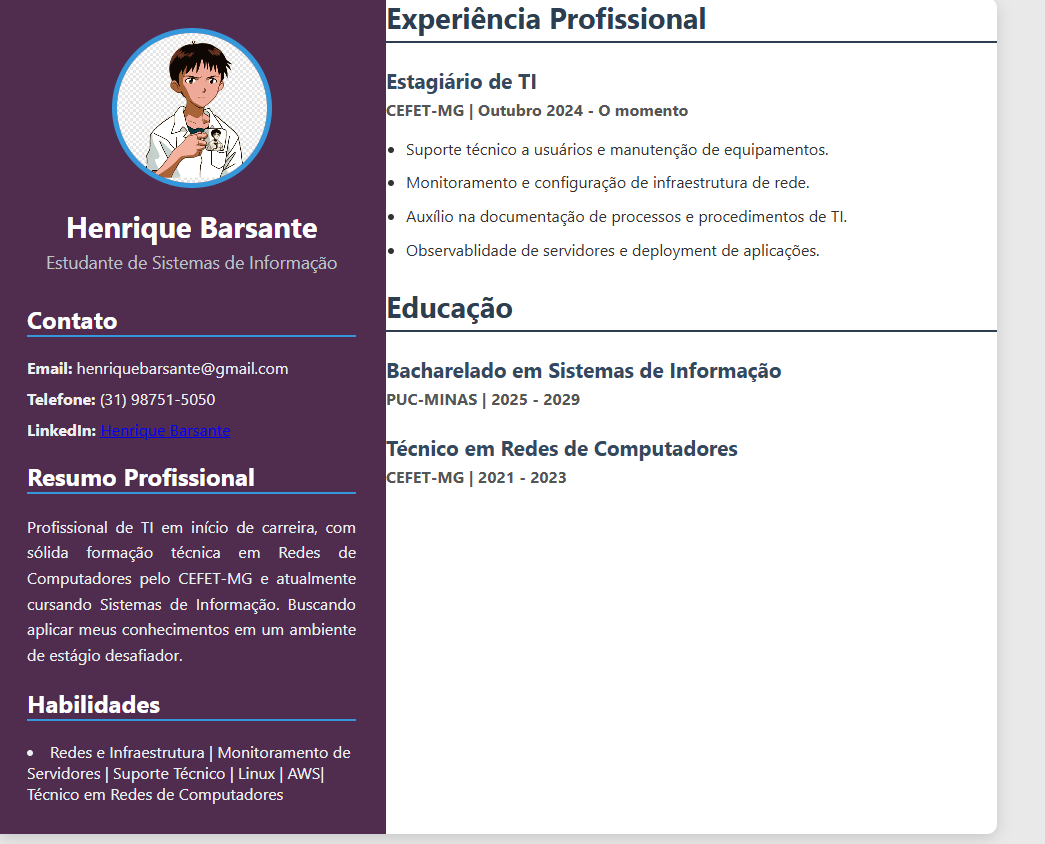 Henrique Barsante
Estudante de Sistemas de Informação
Contato
Email: henriquebarsante@gmail.com
Telefone: (31) 98751-5050
LinkedIn: Henrique Barsante
Resumo Profissional
Profissional de TI em início de carreira, com
sólida formação técnica em Redes de
Computadores pelo CEFET-MG e atualmente
cursando Sistemas de Informação. Buscando
aplicar meus conhecimentos em um ambiente
de estágio desafiador.
Habilidades
• Redes e Infraestrutura | Monitoramento de
Servidores | Suporte Técnico | Linux | AWS|
Técnico em Redes de Computadores
Experiência Profissional
Estagiário de TI
CEFET-MG | Outubro 2024 - O momento
• Suporte técnico a usuários e manutenção de equipamentos.
• Monitoramento e configuração de infraestrutura de rede.
• Auxílio na documentação de processos e procedimentos de TI.
• Observablidade de servidores e deployment de aplicações.
Educação
Bacharelado em Sistemas de Informação
PUC-MINAS | 2025 - 2029
Técnico em Redes de Computadores
CEFET-MG | 2021 - 2023